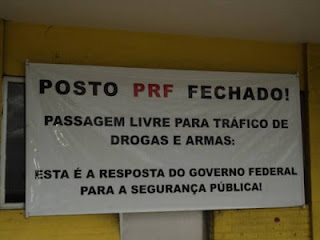 POSTO PRF FECHADO!
PASSAGEM LIVRE PARA TRÁFICO DE
DROGAS E ARMAS:
ESTA É A RESPOSTA DO GOVERNO FEDERAL
PARA A SEGURANÇA PÚBLICA!